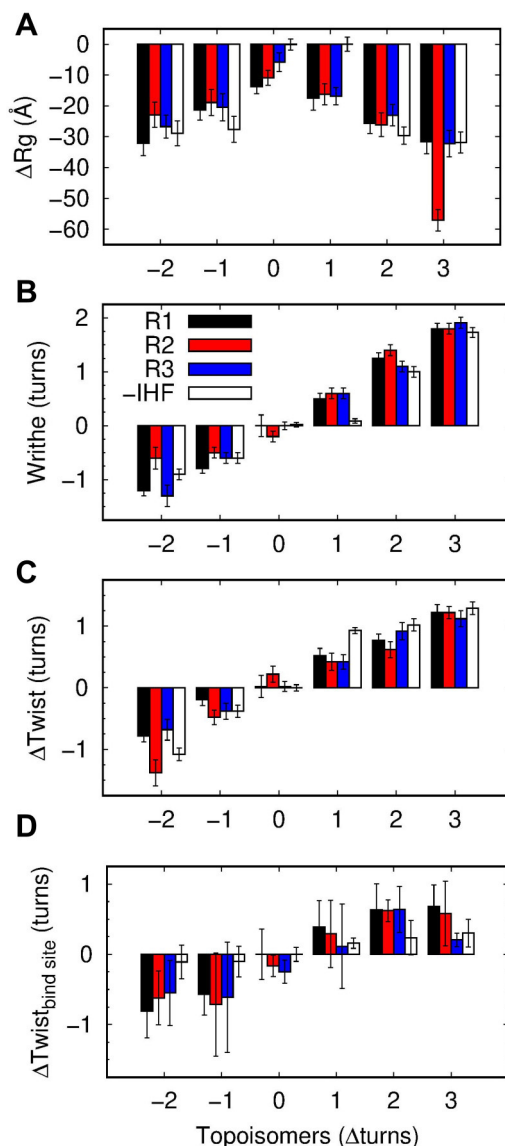 A
0
−10
−20
−30
−40
−50
−60
ΔRg (Å)
−2 −1 0 1 2 3
B
2
1
0
−1
Writhe (turns)
R1
R2
R3
−IHF
−2 −1 0 1 2 3
C
1
0
−1
ΔTwist (turns)
−2 −1 0 1 2 3
D
1
0
−1
ΔTwistbind site (turns)
−2 −1 0 1 2 3
Topoisomers (Δturns)